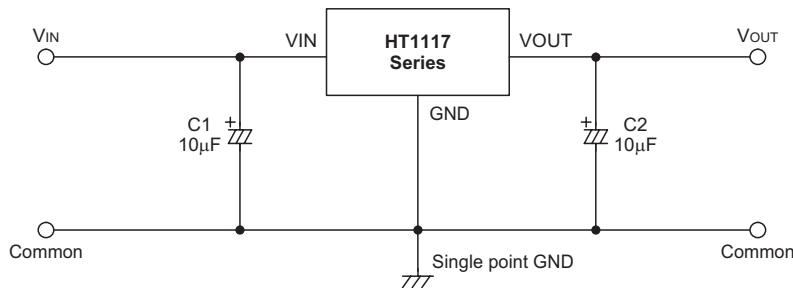 VIN
VIN
HT1117
Series
VOUT
VOUT
GND
C1
10μF
+
+
C2
10μF
Common
Single point GND
Common